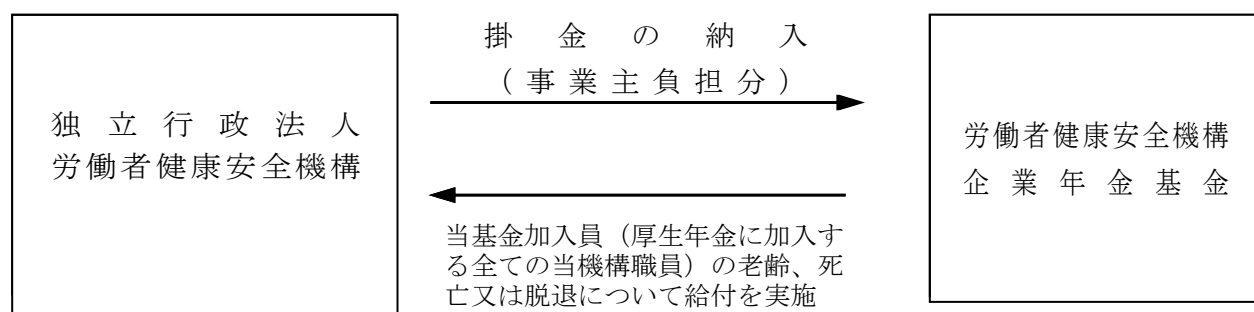 独立行政法人
労働者健康安全機構
掛金の納入
(事業主負担分)
当基金加入員（厚生年金に加入す
る全ての当機構職員）の老齢、死
亡又は脱退について給付を実施
労働者健康安全機構
企業年金基金